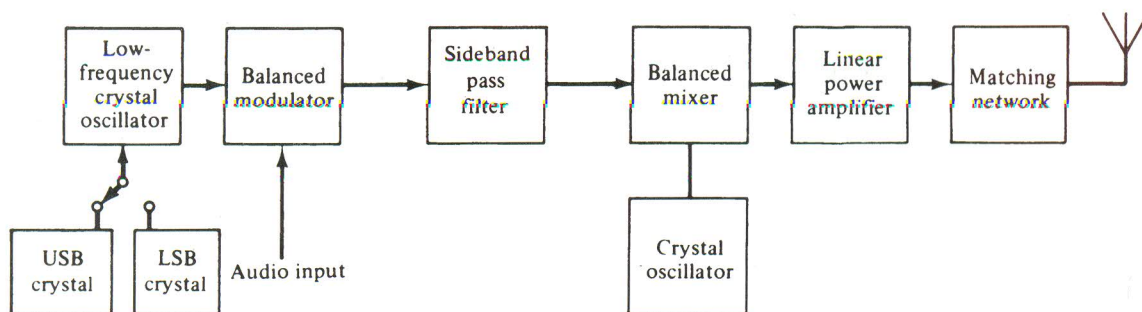 Low-
frequency
crystal
oscillator
Balanced
modulator
Sideband
pass
filter
Balanced
mixer
Linear
power
amplifier
Matching
network
USB
crystal
LSB
crystal
Audio input
Crystal
oscillator